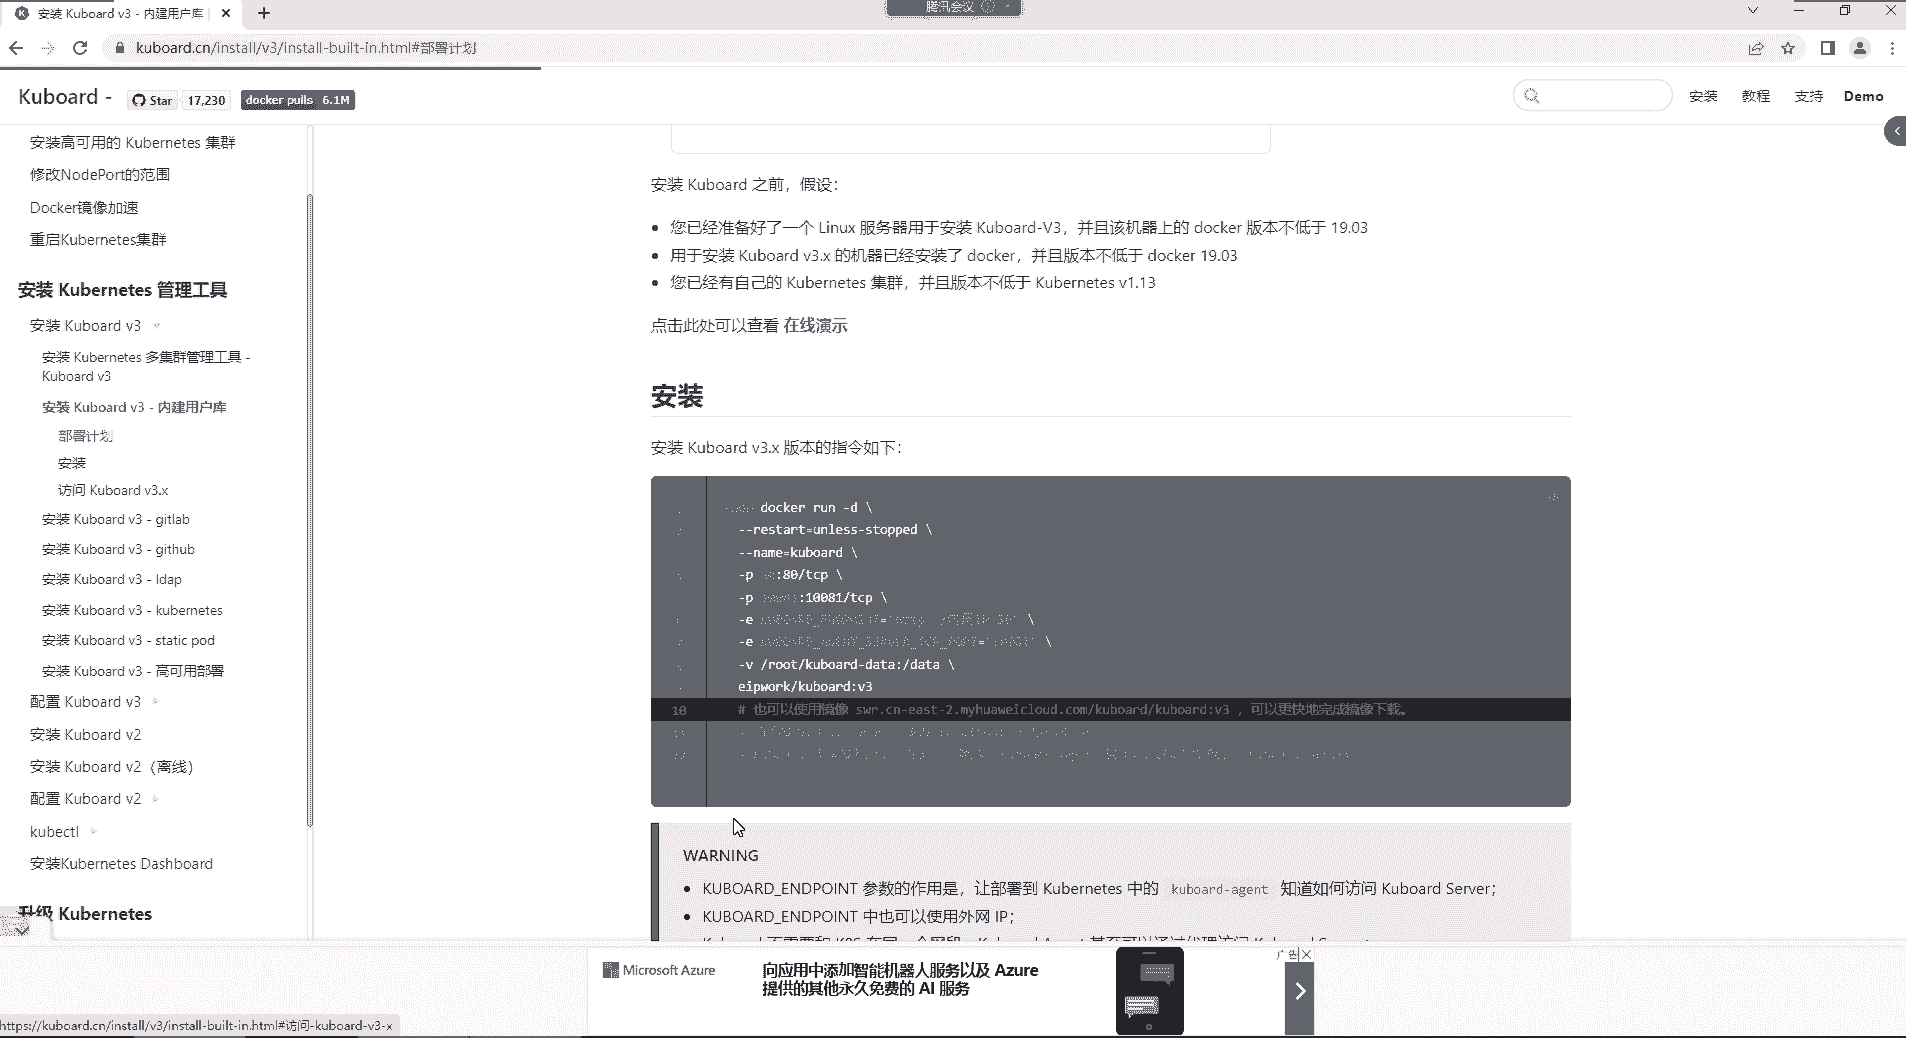 安装 Kuboard v3 - 内建用户库
腾讯会议
kuboard.cn/install/v3/install-built-in.html#部署计划
Kuboard -
Star
17,230
docker pulls 6.1M
安装
教程
支持
Demo
安装高可用的 Kubernetes 集群
修改NodePort的范围
Docker镜像加速
重启Kubernetes集群
安装 Kubernetes 管理工具
安装 Kuboard v3
安装 Kubernetes 多集群管理工具 -
Kuboard v3
安装 Kuboard v3 - 内建用户库
部署计划
安装
访问 Kuboard v3.x
安装 Kuboard v3 - gitlab
安装 Kuboard v3 - github
安装 Kuboard v3 - ldap
安装 Kuboard v3 - kubernetes
安装 Kuboard v3 - static pod
安装 Kuboard v3 - 高可用部署
配置 Kuboard v3
安装 Kuboard v2
安装 Kuboard v2（离线）
配置 Kuboard v2
kubectl
安装Kubernetes Dashboard
升级 Kubernetes
安装 Kuboard 之前，假设：
您已经准备好了一个 Linux 服务器用于安装 Kuboard-V3，并且该机器上的 docker 版本不低于 19.03
用于安装 Kuboard v3.x 的机器已经安装了 docker，并且版本不低于 docker 19.03
您已经有自己的 Kubernetes 集群，并且版本不低于 Kubernetes v1.13
点击此处可以查看 在线演示
安装
安装 Kuboard v3.x 版本的指令如下：
docker run -d \
--restart=unless-stopped \
--name=kuboard \
-p :80/tcp \
-p :10081/tcp \
-e \
-e \
-v /root/kuboard-data:/data \
eipwork/kuboard:v3
10 # 也可以使用镜像 swr.cn-east-2.myhuaweicloud.com/kuboard/kuboard:v3 ，可以更快地完成镜像下载。
WARNING
KUBOARD_ENDPOINT 参数的作用是，让部署到 Kubernetes 中的 kuboard-agent 知道如何访问 Kuboard Server；
KUBOARD_ENDPOINT 中也可以使用外网 IP；
Microsoft Azure
向应用中添加智能机器人服务以及 Azure
提供的其他永久免费的 AI 服务
广告
https://kuboard.cn/install/v3/install-built-in.html#访问-kuboard-v3-x